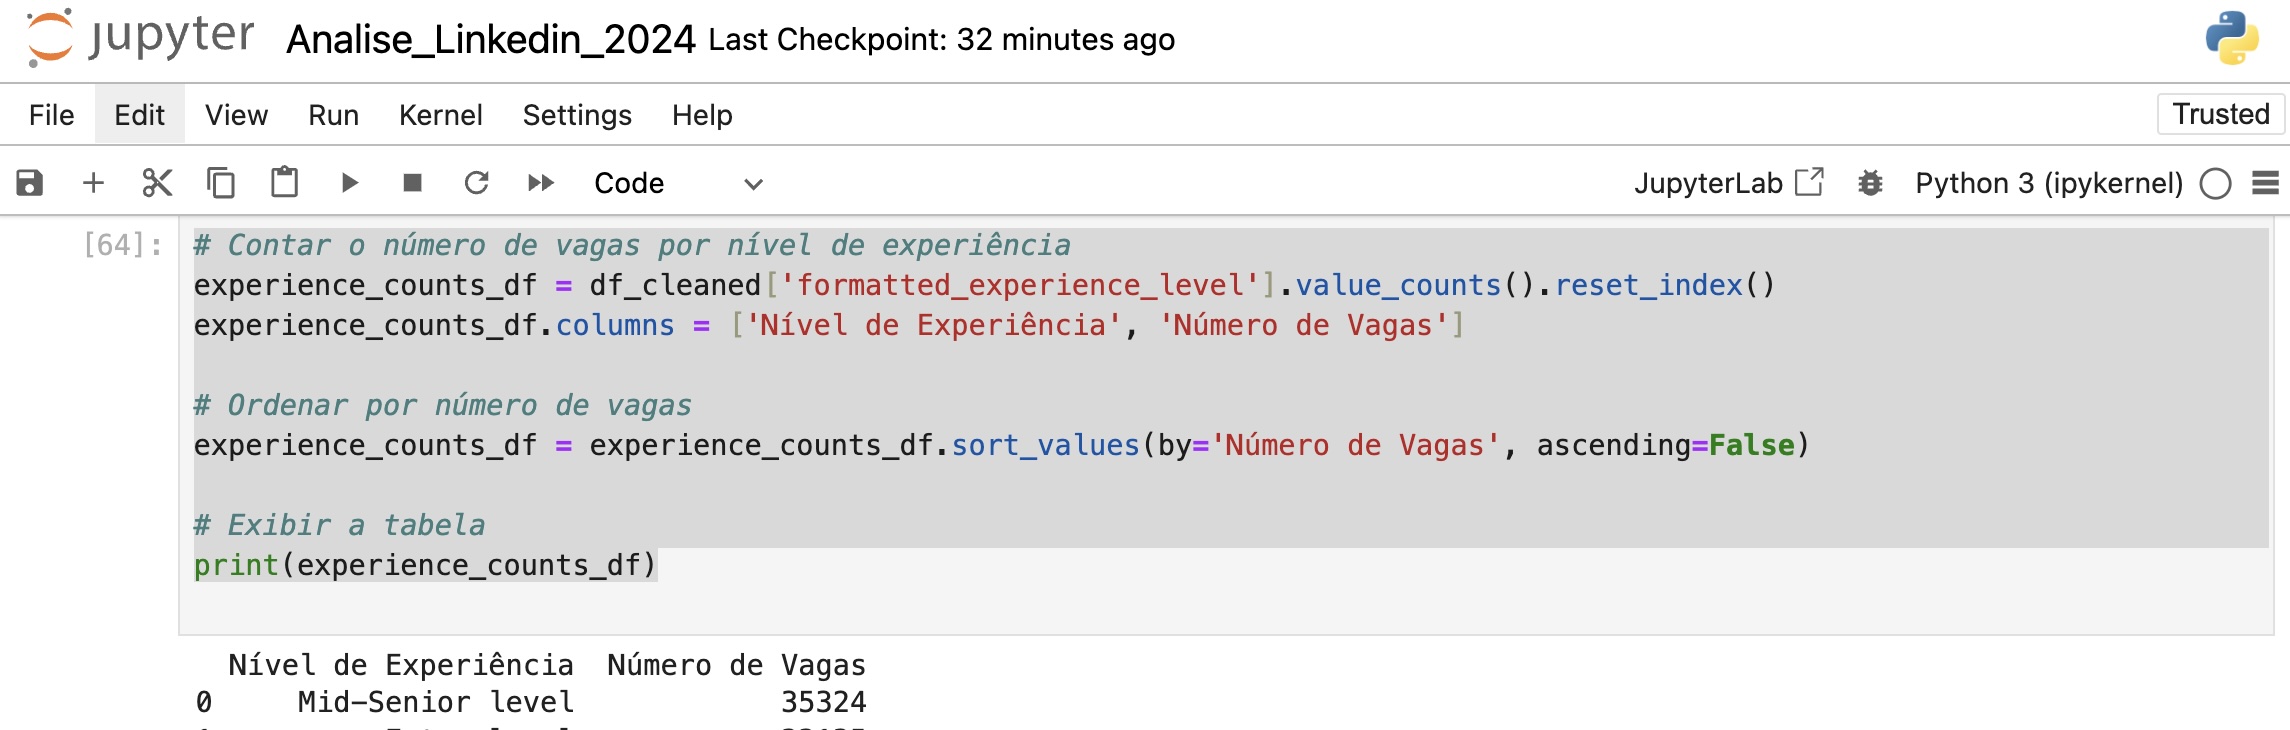 jupyter Analise_Linkedin_2024 Last Checkpoint: 32 minutes ago
File Edit View Run Kernel Settings Help Trusted
Code JupyterLab Python 3 (ipykernel)
[64]: # Contar o número de vagas por nível de experiência
experience_counts_df = df_cleaned['formatted_experience_level'].value_counts().reset_index()
experience_counts_df.columns = ['Nível de Experiência', 'Número de Vagas']
# Ordenar por número de vagas
experience_counts_df = experience_counts_df.sort_values(by='Número de Vagas', ascending=False)
# Exibir a tabela
print(experience_counts_df)
Nível de Experiência Número de Vagas
0 Mid-Senior level 35324